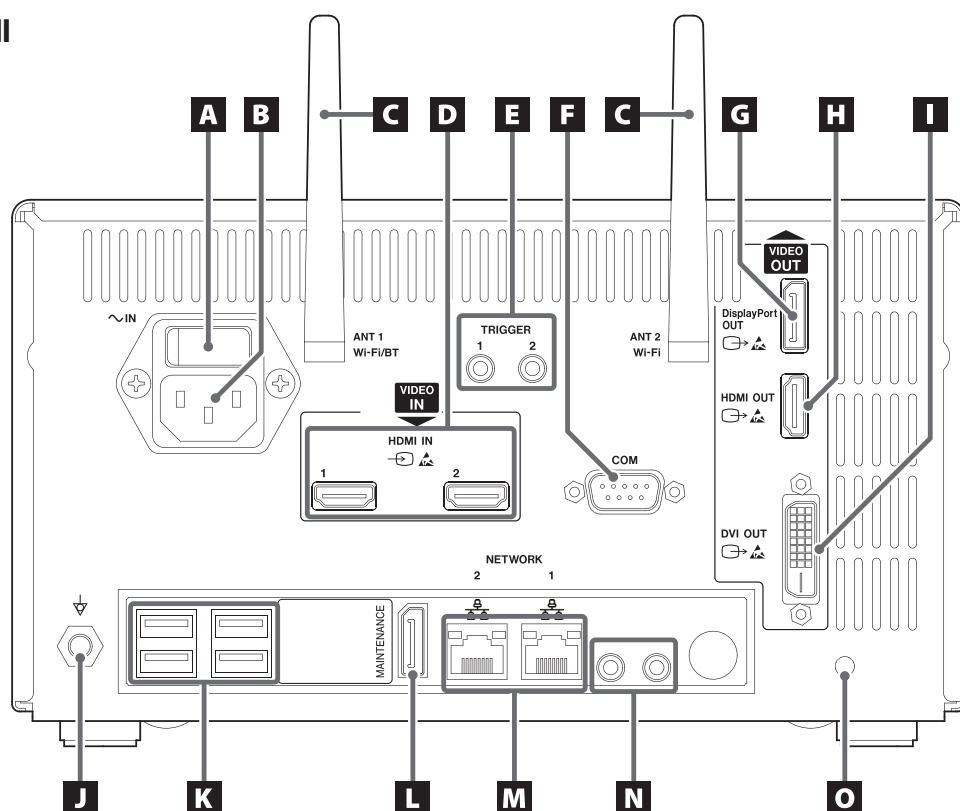 A B C D E F C G H I
VIDEO
OUT
∼IN
DisplayPort
OUT
ANT 1
Wi-Fi/BT
TRIGGER
1 2
ANT 2
Wi-Fi
VIDEO
IN
HDMI IN
1 2
HDMI OUT
COM
DVI OUT
NETWORK
2 1
MAINTENANCE
J K L M N O